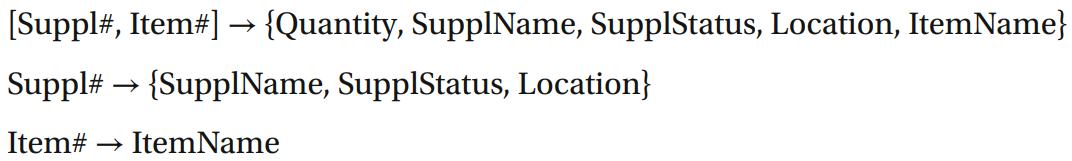 [Suppl#, Item#] → {Quantity, SupplName, SupplStatus, Location, ItemName}
Suppl# → {SupplName, SupplStatus, Location}
Item# → ItemName